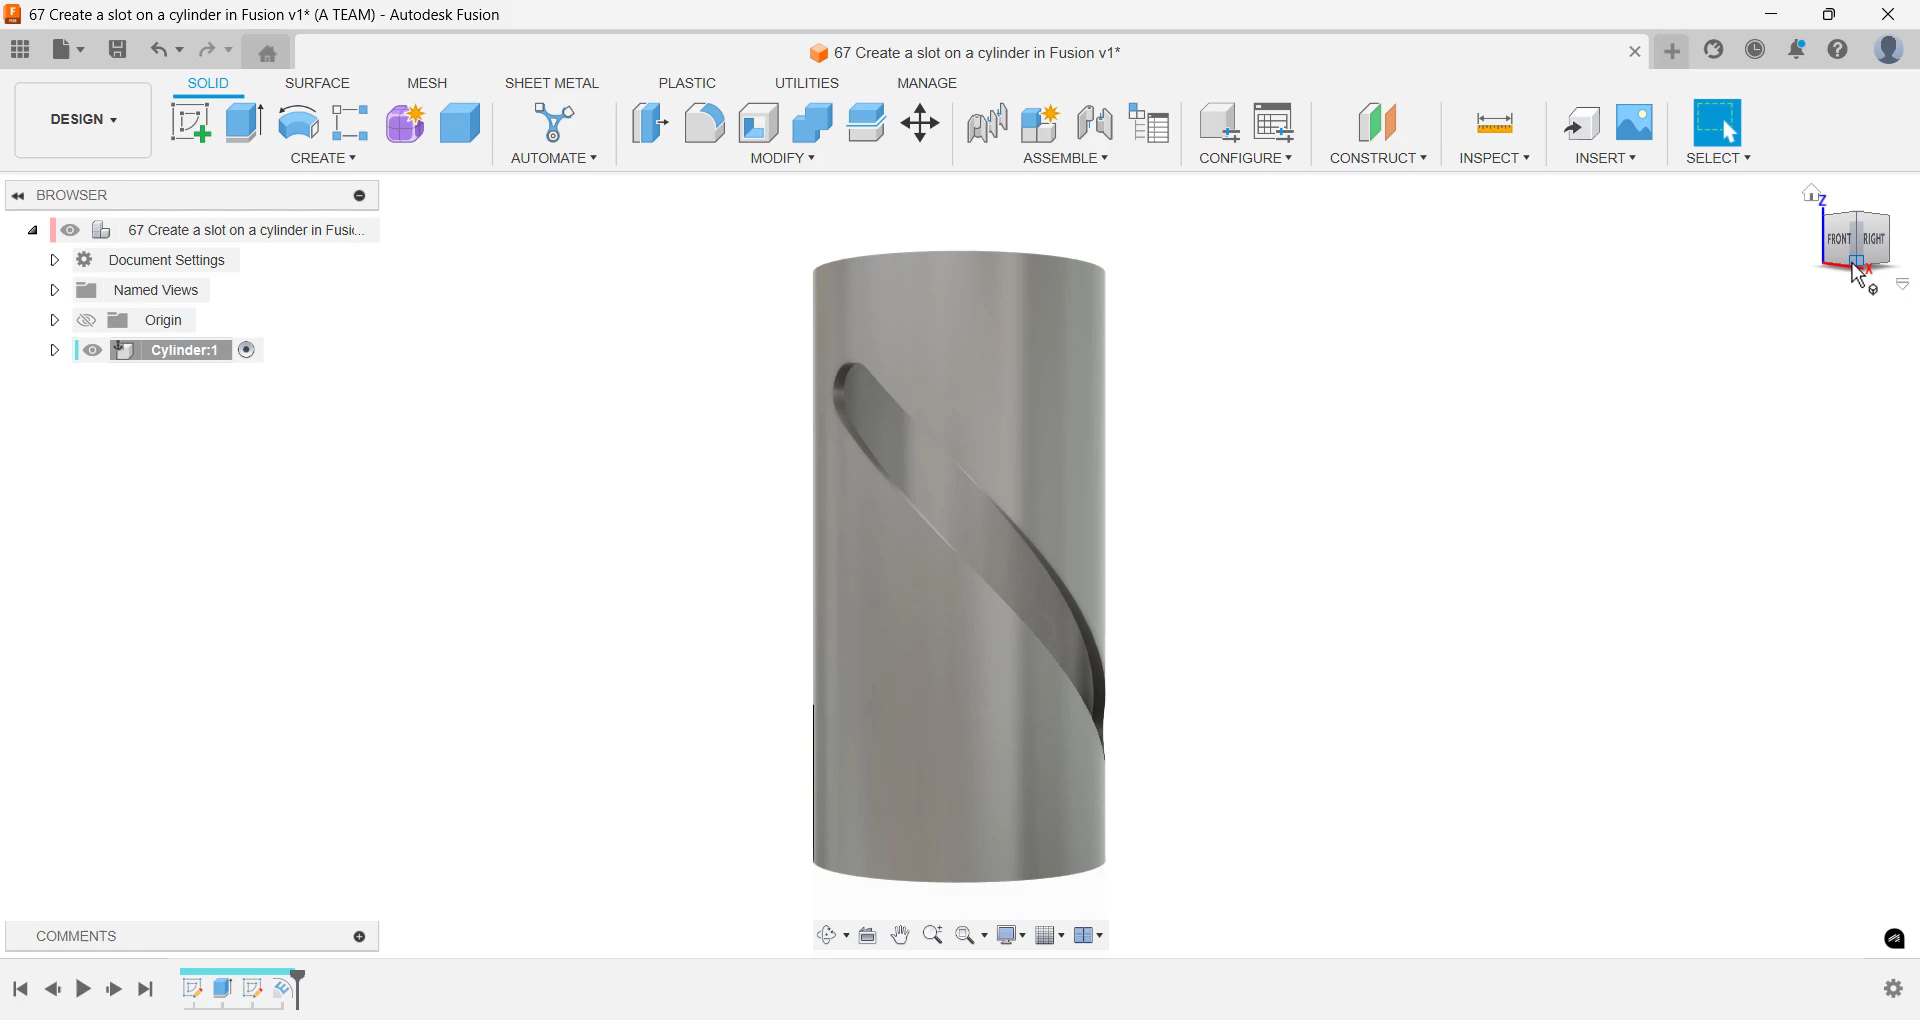 67 Create a slot on a cylinder in Fusion v1* (A TEAM) - Autodesk Fusion
67 Create a slot on a cylinder in Fusion v1*
SOLID SURFACE MESH SHEET METAL PLASTIC UTILITIES MANAGE
DESIGN
CREATE AUTOMATE MODIFY ASSEMBLE CONFIGURE CONSTRUCT INSPECT INSERT SELECT
BROWSER
67 Create a slot on a cylinder in Fusi...
Document Settings
Named Views
Origin
Cylinder:1
Z
FRONT RIGHT
X
COMMENTS